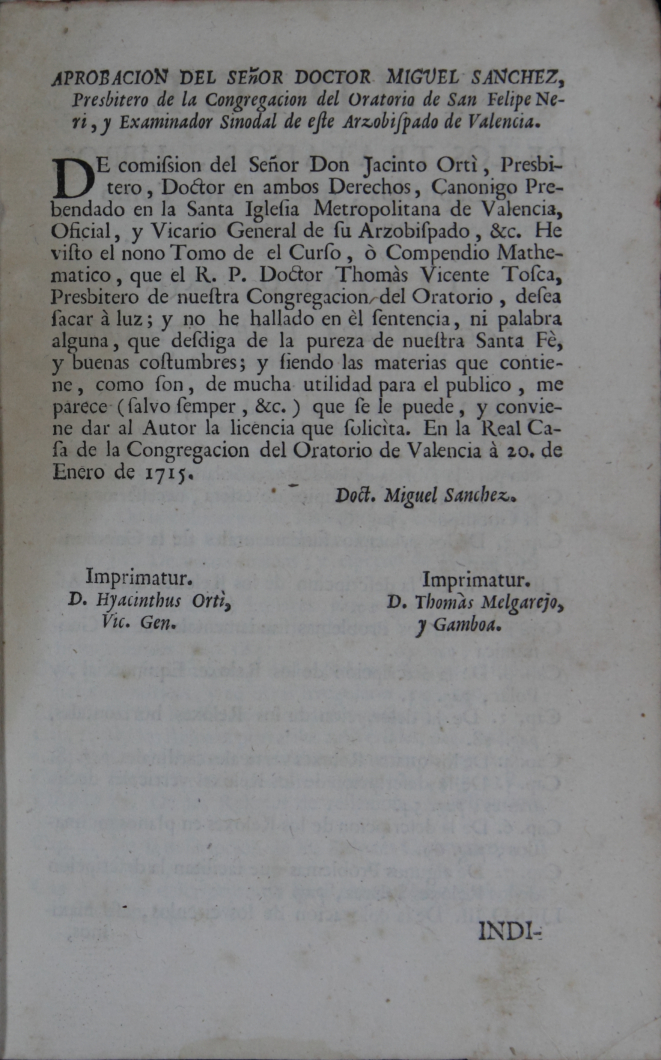 APROBACION DEL SEñOR DOCTOR MIGUEL SANCHEZ,
Presbitero de la Congregacion del Oratorio de San Felipe Ne-
ri, y Examinador Sinodal de eſte Arzobiſpado de Valencia.
DE comiſsion del Señor Don Jacinto Ortì, Presbi-
tero, Doctor en ambos Derechos, Canonigo Pre-
bendado en la Santa Igleſia Metropolitana de Valencia,
Oficial, y Vicario General de ſu Arzobiſpado, &c. He
viſto el nono Tomo de el Curſo, ò Compendio Mathe-
matico, que el R. P. Doctor Thomàs Vicente Toſca,
Presbitero de nueſtra Congregacion del Oratorio, deſea
ſacar à luz; y no he hallado en èl ſentencia, ni palabra
alguna, que deſdiga de la pureza de nueſtra Santa Fè,
y buenas coſtumbres; y ſiendo las materias que contie-
ne, como ſon, de mucha utilidad para el publico, me
parece (ſalvo ſemper, &c.) que ſe le puede, y convie-
ne dar al Autor la licencia que ſolicìta. En la Real Ca-
ſa de la Congregacion del Oratorio de Valencia à 20. de
Enero de 1715.
Doct. Miguel Sanchez.
Imprimatur.
D. Hyacinthus Ortì,
Vic. Gen.
Imprimatur.
D. Thomàs Melgarejo,
y Gamboa.
INDI-